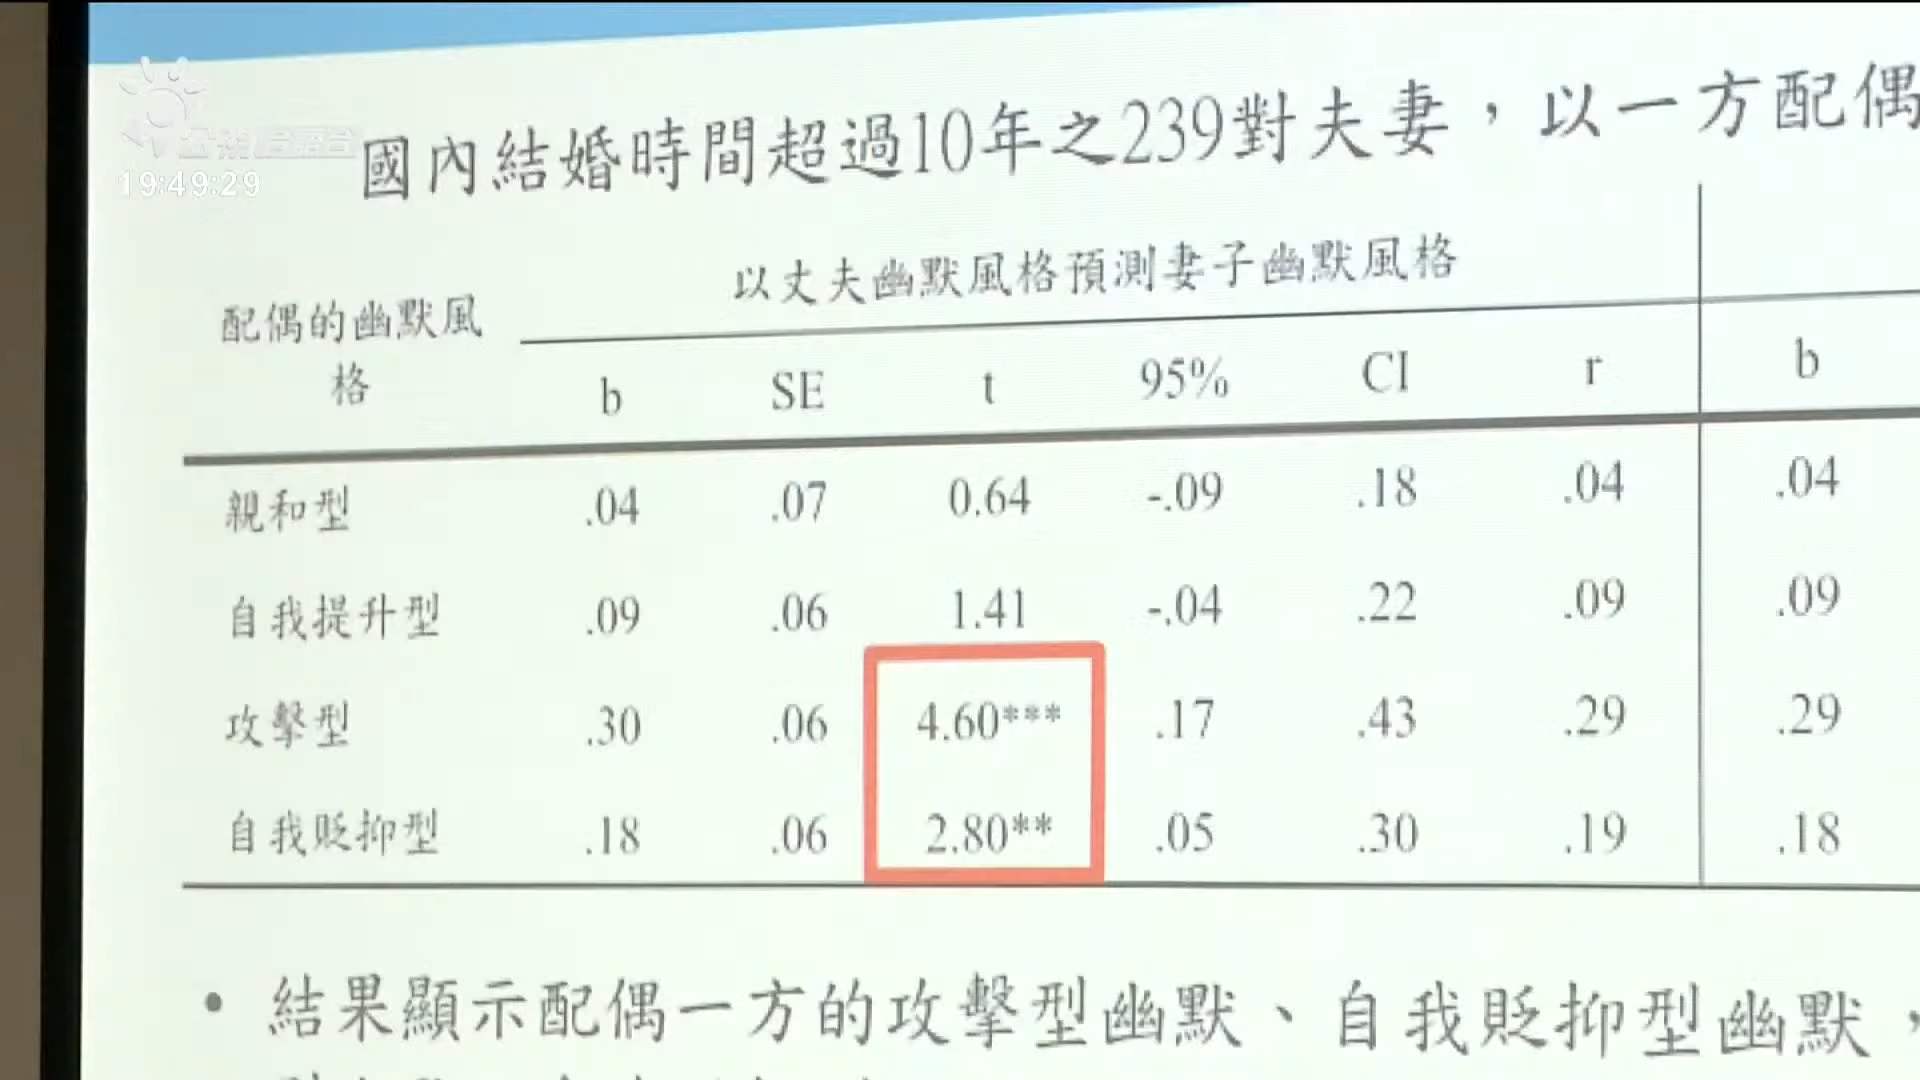 公視 台語台
19:49:29
國內結婚時間超過10年之239對夫妻，以一方配偶
以丈夫幽默風格預測妻子幽默風格
配偶的幽默風格
b SE t 95% CI r b
親和型 .04 .07 0.64 -.09 .18 .04 .04
自我提升型 .09 .06 1.41 -.04 .22 .09 .09
攻擊型 .30 .06 4.60*** .17 .43 .29 .29
自我貶抑型 .18 .06 2.80** .05 .30 .19 .18
• 結果顯示配偶一方的攻擊型幽默、自我貶抑型幽默，